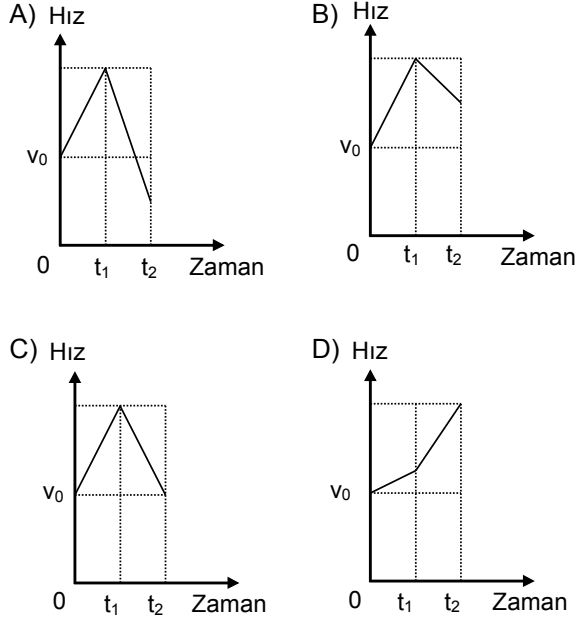 A) Hız
v0
0 t1 t2 Zaman
B) Hız
v0
0 t1 t2 Zaman
C) Hız
v0
0 t1 t2 Zaman
D) Hız
v0
0 t1 t2 Zaman